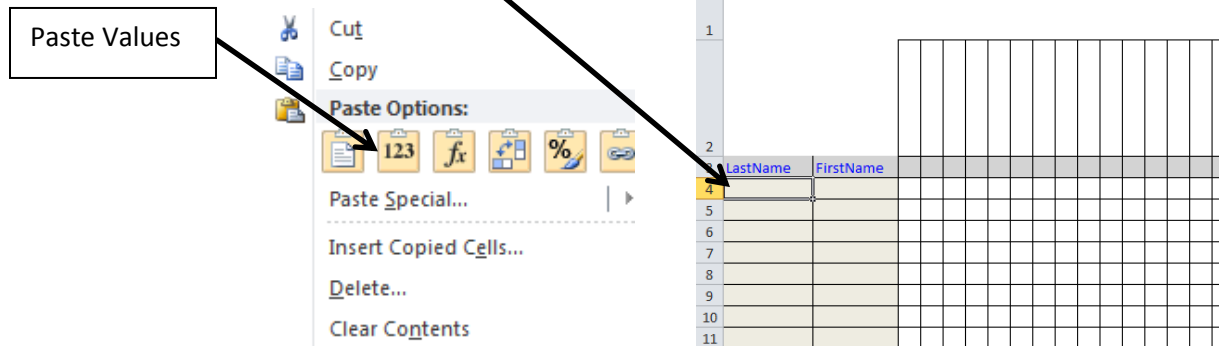 Paste Values
Cut
Copy
Paste Options:
123
fx
%
Paste Special...
Insert Copied Cells...
Delete...
Clear Contents
1
2
3 LastName FirstName
4
5
6
7
8
9
10
11